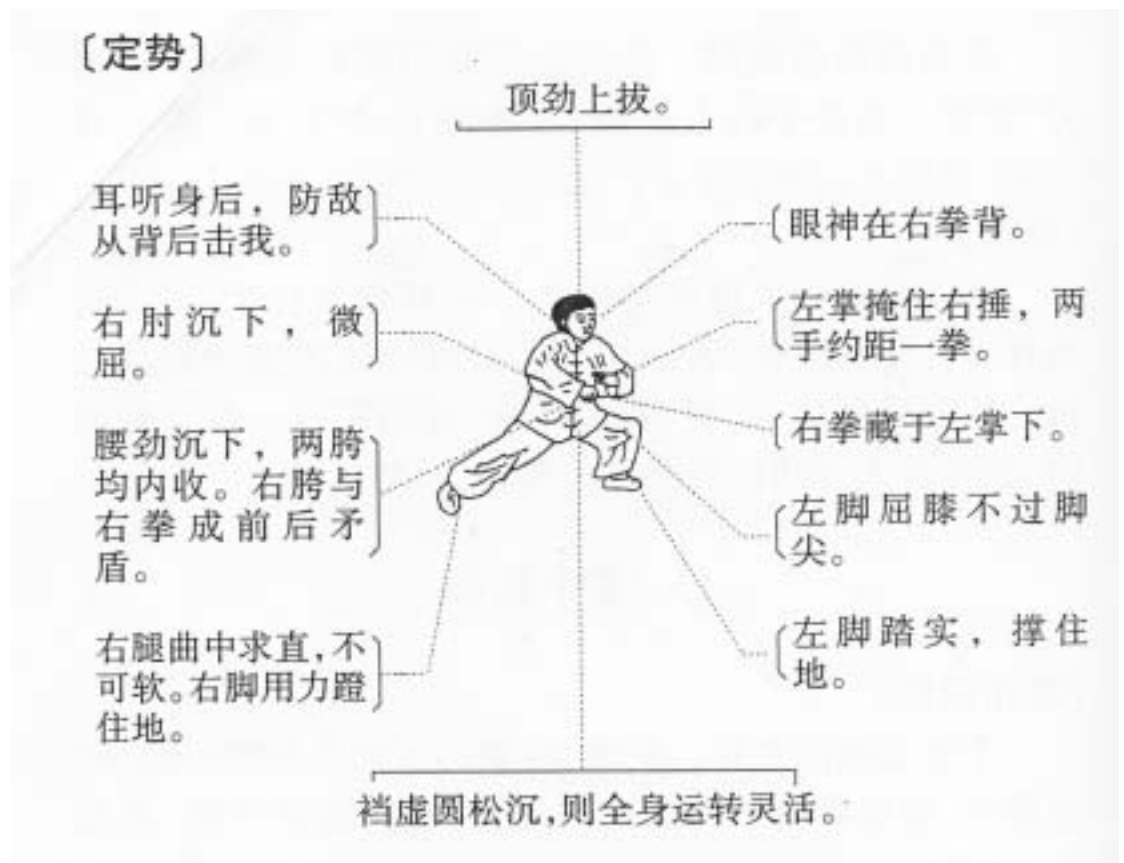 〔定势〕
顶劲上拔。
耳听身后，防敌
从背后击我。
右肘沉下，微
屈。
腰劲沉下，两胯
均内收。右胯与
右拳成前后矛
盾。
右腿曲中求直，不
可软。右脚用力蹬
住地。
眼神在右拳背。
左掌掩住右捶，两
手约距一拳。
右拳藏于左掌下。
左脚屈膝不过脚
尖。
左脚踏实，撑住
地。
裆虚圆松沉，则全身运转灵活。